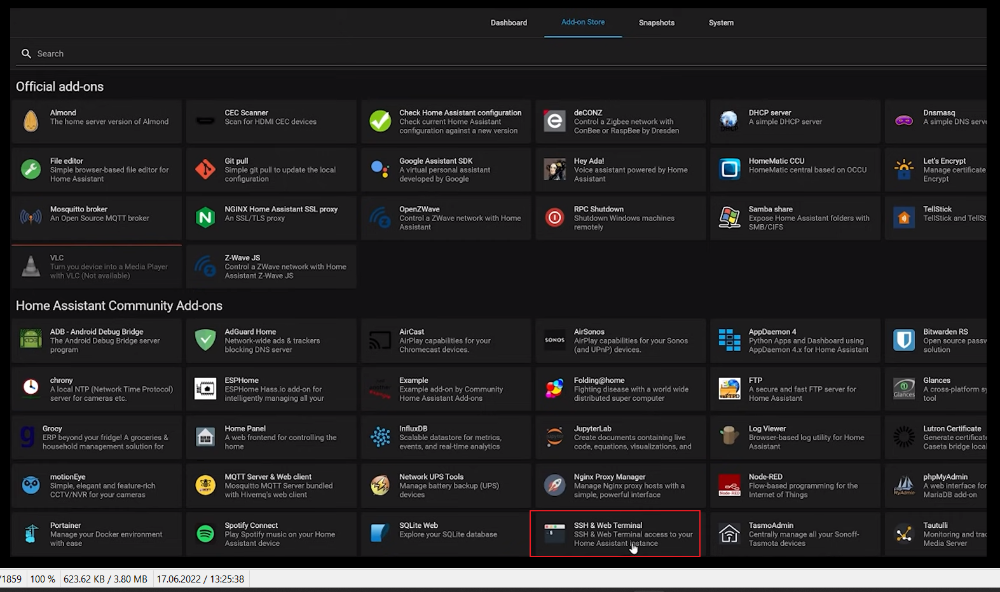 Dashboard
Add-on Store
Snapshots
System
Search
Official add-ons
Almond
The home server version of Almond
CEC Scanner
Scan for HDMI CEC devices
Check Home Assistant configuration
Check current Home Assistant
configuration against a new version
deCONZ
Control a Zigbee network with
ConBee or RaspBee by Dresden
DHCP server
A simple DHCP server
Dnsmasq
A simple DNS serve
File editor
Simple browser-based file editor for
Home Assistant
Git pull
Simple git pull to update the local
configuration
Google Assistant SDK
A virtual personal assistant
developed by Google
Hey Ada!
Voice assistant powered by Home
Assistant
HomeMatic CCU
HomeMatic central based on OCCU
Let's Encrypt
Manage certificate
Encrypt
Mosquitto broker
An Open Source MQTT broker
NGINX Home Assistant SSL proxy
An SSL/TLS proxy
OpenZWave
Control a ZWave network with Home
Assistant
RPC Shutdown
Shutdown Windows machines
remotely
Samba share
Expose Home Assistant folders with
SMB/CIFS
TellStick
TellStick and TellSt
VLC
Turn you device into a Media Player
with VLC (Not available)
Z-Wave JS
Control a ZWave network with Home
Assistant Z-Wave JS
Home Assistant Community Add-ons
ADB - Android Debug Bridge
The Android Debug Bridge server
program
AdGuard Home
Network-wide ads & trackers
blocking DNS server
AirCast
AirPlay capabilities for your
Chromecast devices.
SONOS
AirSonos
AirPlay capabilities for your Sonos
(and UPnP) devices.
AppDaemon 4
Python Apps and Dashboard using
AppDaemon 4.x for Home Assistant
Bitwarden RS
Open source passw
solution
chrony
A local NTP (Network Time Protocol)
server for cameras etc.
ESPHome
ESPHome Hass.io add-on for
intelligently managing all your
Example
Example add-on by Community
Home Assistant Add-ons
Folding@home
Fighting disease with a world wide
distributed super computer
FTP
A secure and fast FTP server for
Home Assistant
Glances
Glances
A cross-platform sy
tool
Grocy
ERP beyond your fridge! A groceries &
household management solution for
Home Panel
A web frontend for controlling the
home
InfluxDB
Scalable datastore for metrics,
events, and real-time analytics
jupyter
JupyterLab
Create documents containing live
code, equations, visualizations, and
Log Viewer
Browser-based log utility for Home
Assistant
Lutron Certificate
Generate certificat
Caseta bridge local
motionEye
Simple, elegant and feature-rich
CCTV/NVR for your cameras
MQTT Server & Web client
Mosquitto MQTT Server bundled
with Hivemq's web client
Network UPS Tools
Manage battery backup (UPS)
devices
Nginx Proxy Manager
Manage Nginx proxy hosts with a
simple, powerful interface
Node-RED
Node-RED
Flow-based programming for the
Internet of Things
MyAdmin
phpMyAdmin
A web interface for
MariaDB add-on
Portainer
Manage your Docker environment
with ease
Spotify Connect
Play Spotify music on your Home
Assistant device
SQLite Web
Explore your SQLite database
SSH & Web Terminal
SSH & Web Terminal access to your
Home Assistant instance
TasmoAdmin
Centrally manage all your Sonoff-
Tasmota devices
Tautulli
Monitoring and trac
Media Server
/1859
100 %
623.62 KB / 3.80 MB
17.06.2022 / 13:25:38